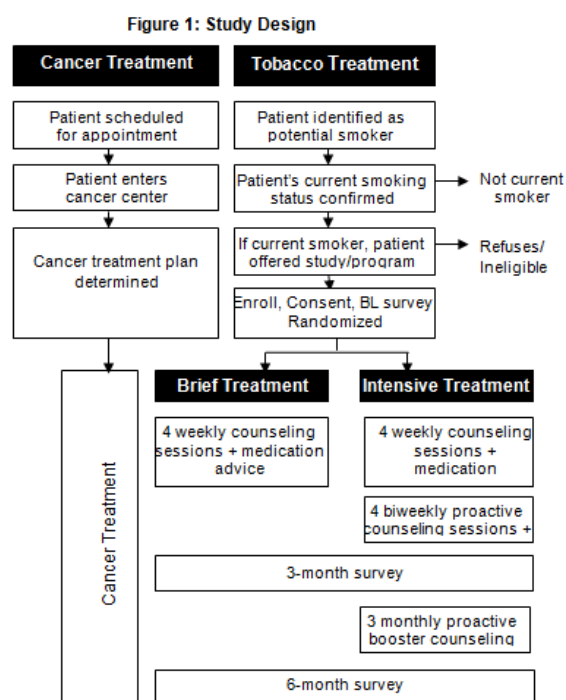 Figure 1: Study Design
Cancer Treatment
Patient scheduled
for appointment
Patient enters
cancer center
Cancer treatment plan
determined
Tobacco Treatment
Patient identified as
potential smoker
Patient's current smoking
status confirmed
Not current
smoker
If current smoker, patient
offered study/program
Refuses/
Ineligible
Enroll, Consent, BL survey
Randomized
Cancer Treatment
Brief Treatment
4 weekly counseling
sessions + medication
advice
Intensive Treatment
4 weekly counseling
sessions +
medication
4 biweekly proactive
counseling sessions +
3-month survey
3 monthly proactive
booster counseling
6-month survey